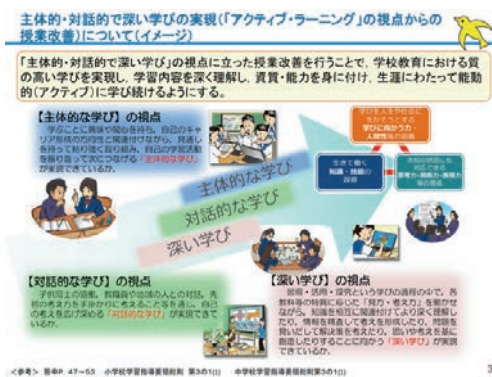 主体的・対話的で深い学びの実現(「アクティブ・ラーニング」の視点からの
授業改善)について(イメージ)
「主体的・対話的で深い学び」の視点に立った授業改善を行うことで、学校教育における質
の高い学びを実現し、学習内容を深く理解し、資質・能力を身に付け、生涯にわたって能動
的(アクティブ)に学び続けるようにする。
【主体的な学び】の視点
学ぶことに興味や関心を持ち、自己のキャリ
ア形成の方向性と関連付けながら、見通し
を持って粘り強く取り組み、自己の学習活動
を振り返って次につなげる「主体的な学び」
が実現できているか。
学びを人生や社会に
生かそうとする
学びに向かう力・
人間性等の涵養
生きて働く
知識・技能の
習得
未知の状況にも
対応できる
思考力・判断力・表現力
等の育成
主体的な学び
対話的な学び
深い学び
【対話的な学び】の視点
子供同士の協働、教職員や地域の人との対話、先
哲の考え方を手掛かりに考えること等を通じ、自己
の考えを広げ深める「対話的な学び」が実現できて
いるか。
【深い学び】の視点
習得・活用・探究という学びの過程の中で、各
教科等の特質に応じた「見方・考え方」を働かせ
ながら、知識を相互に関連付けてより深く理解し
たり、情報を精査して考えを形成したり、問題を
見いだして解決策を考えたり、思いや考えを基に
創造したりすることに向かう「深い学び」が実現
できているか。
<参考> 答申P. 47~53 小学校学習指導要領総則 第3の1(1) 中学校学習指導要領総則第3の1(1)
3